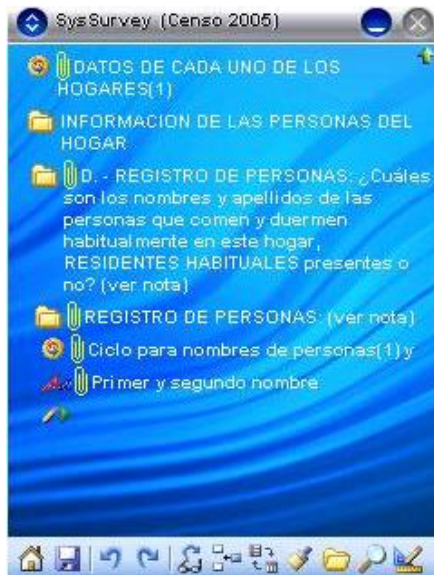 SysSurvey (Censo 2005)
DATOS DE CADA UNO DE LOS
HOGARES(1)
INFORMACION DE LAS PERSONAS DEL
HOGAR
D. - REGISTRO DE PERSONAS: ¿Cuáles
son los nombres y apellidos de las
personas que comen y duermen
habitualmente en este hogar,
RESIDENTES HABITUALES presentes o
no? (ver nota)
REGISTRO DE PERSONAS: (ver nota)
Ciclo para nombres de personas(1) y
Primer y segundo nombre